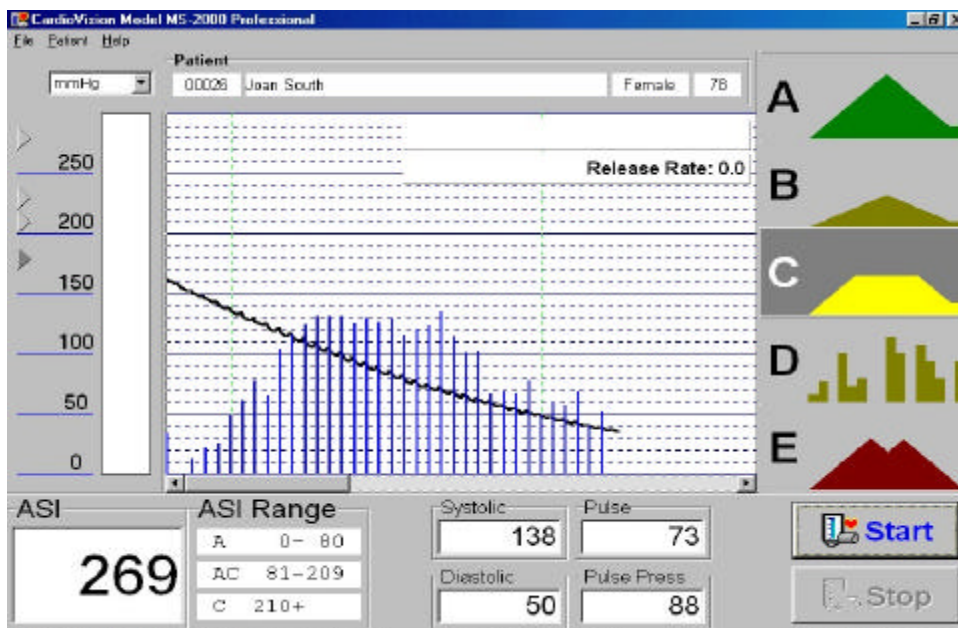 CardioVision Model MS-2000 Professional
File Patient Help
Patient
mmHg 00026 Joan South Female 78
Release Rate: 0.0
250
200
150
100
50
0
A
B
C
D
E
ASI
269
ASI Range
A 0- 80
AC 81-209
C 210+
Systolic
138
Pulse
73
Diastolic
50
Pulse Press
88
Start
Stop